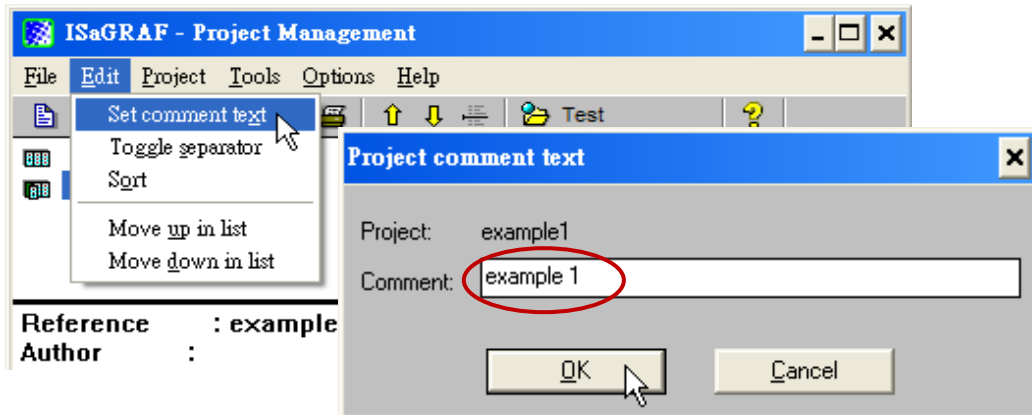 ISaGRAF - Project Management
File Edit Project Tools Options Help
Test
Set comment text
Toggle separator
Sort
Move up in list
Move down in list
Reference : example
Author :
Project comment text
Project: example1
Comment: example 1
OK Cancel